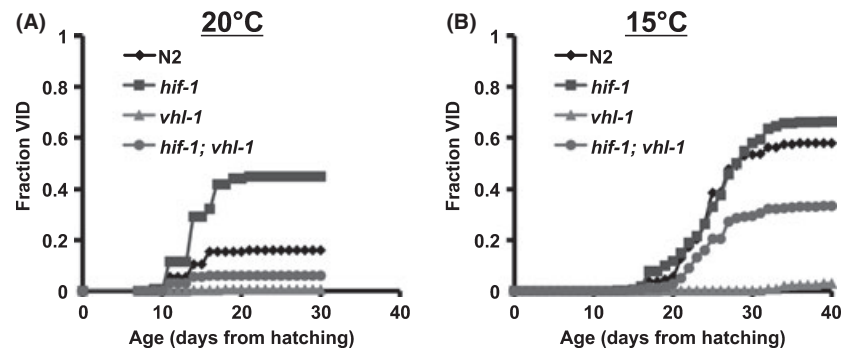 (A)
20°C
1
0.8
0.6
0.4
0.2
0
Fraction VID
N2
hif-1
vhl-1
hif-1; vhl-1
0
10
20
30
40
Age (days from hatching)
(B)
15°C
1
0.8
0.6
0.4
0.2
0
Fraction VID
N2
hif-1
vhl-1
hif-1; vhl-1
0
10
20
30
40
Age (days from hatching)